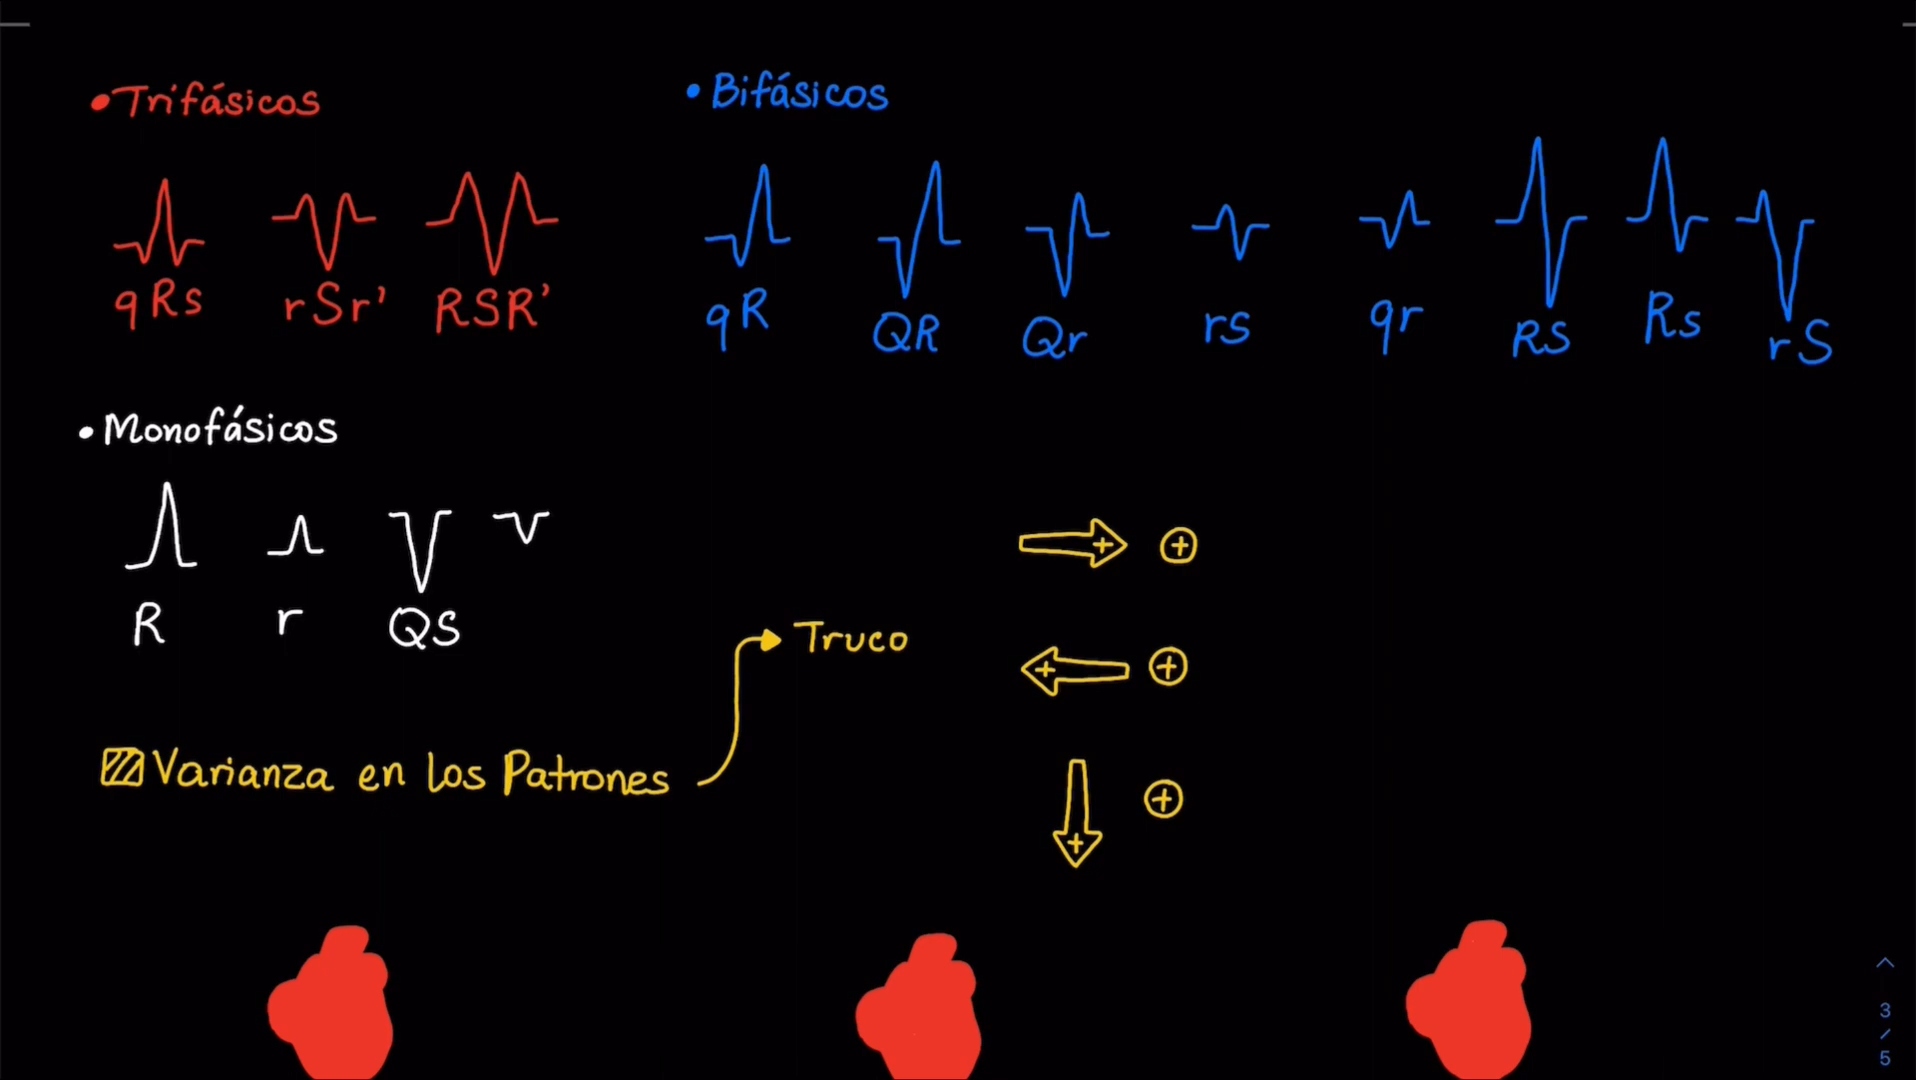 • Trifásicos
qRs rSr' RSR'
• Bifásicos
qR QR Qr rs qr RS Rs rS
• Monofásicos
R r QS
Truco
Varianza en los Patrones
+ +
+ +
+
+
3
/
5